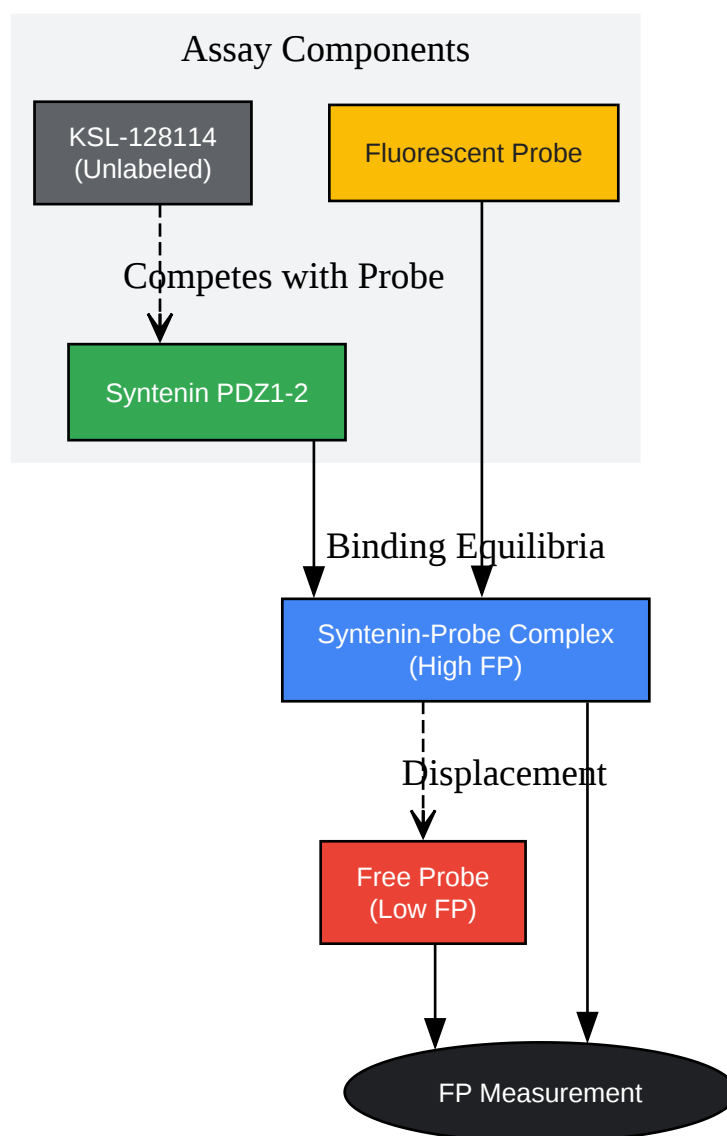 Assay Components
KSL-128114
(Unlabeled)
Fluorescent Probe
Competes with Probe
Syntenin PDZ1-2
Binding Equilibria
Syntenin-Probe Complex
(High FP)
Displacement
Free Probe
(Low FP)
FP Measurement